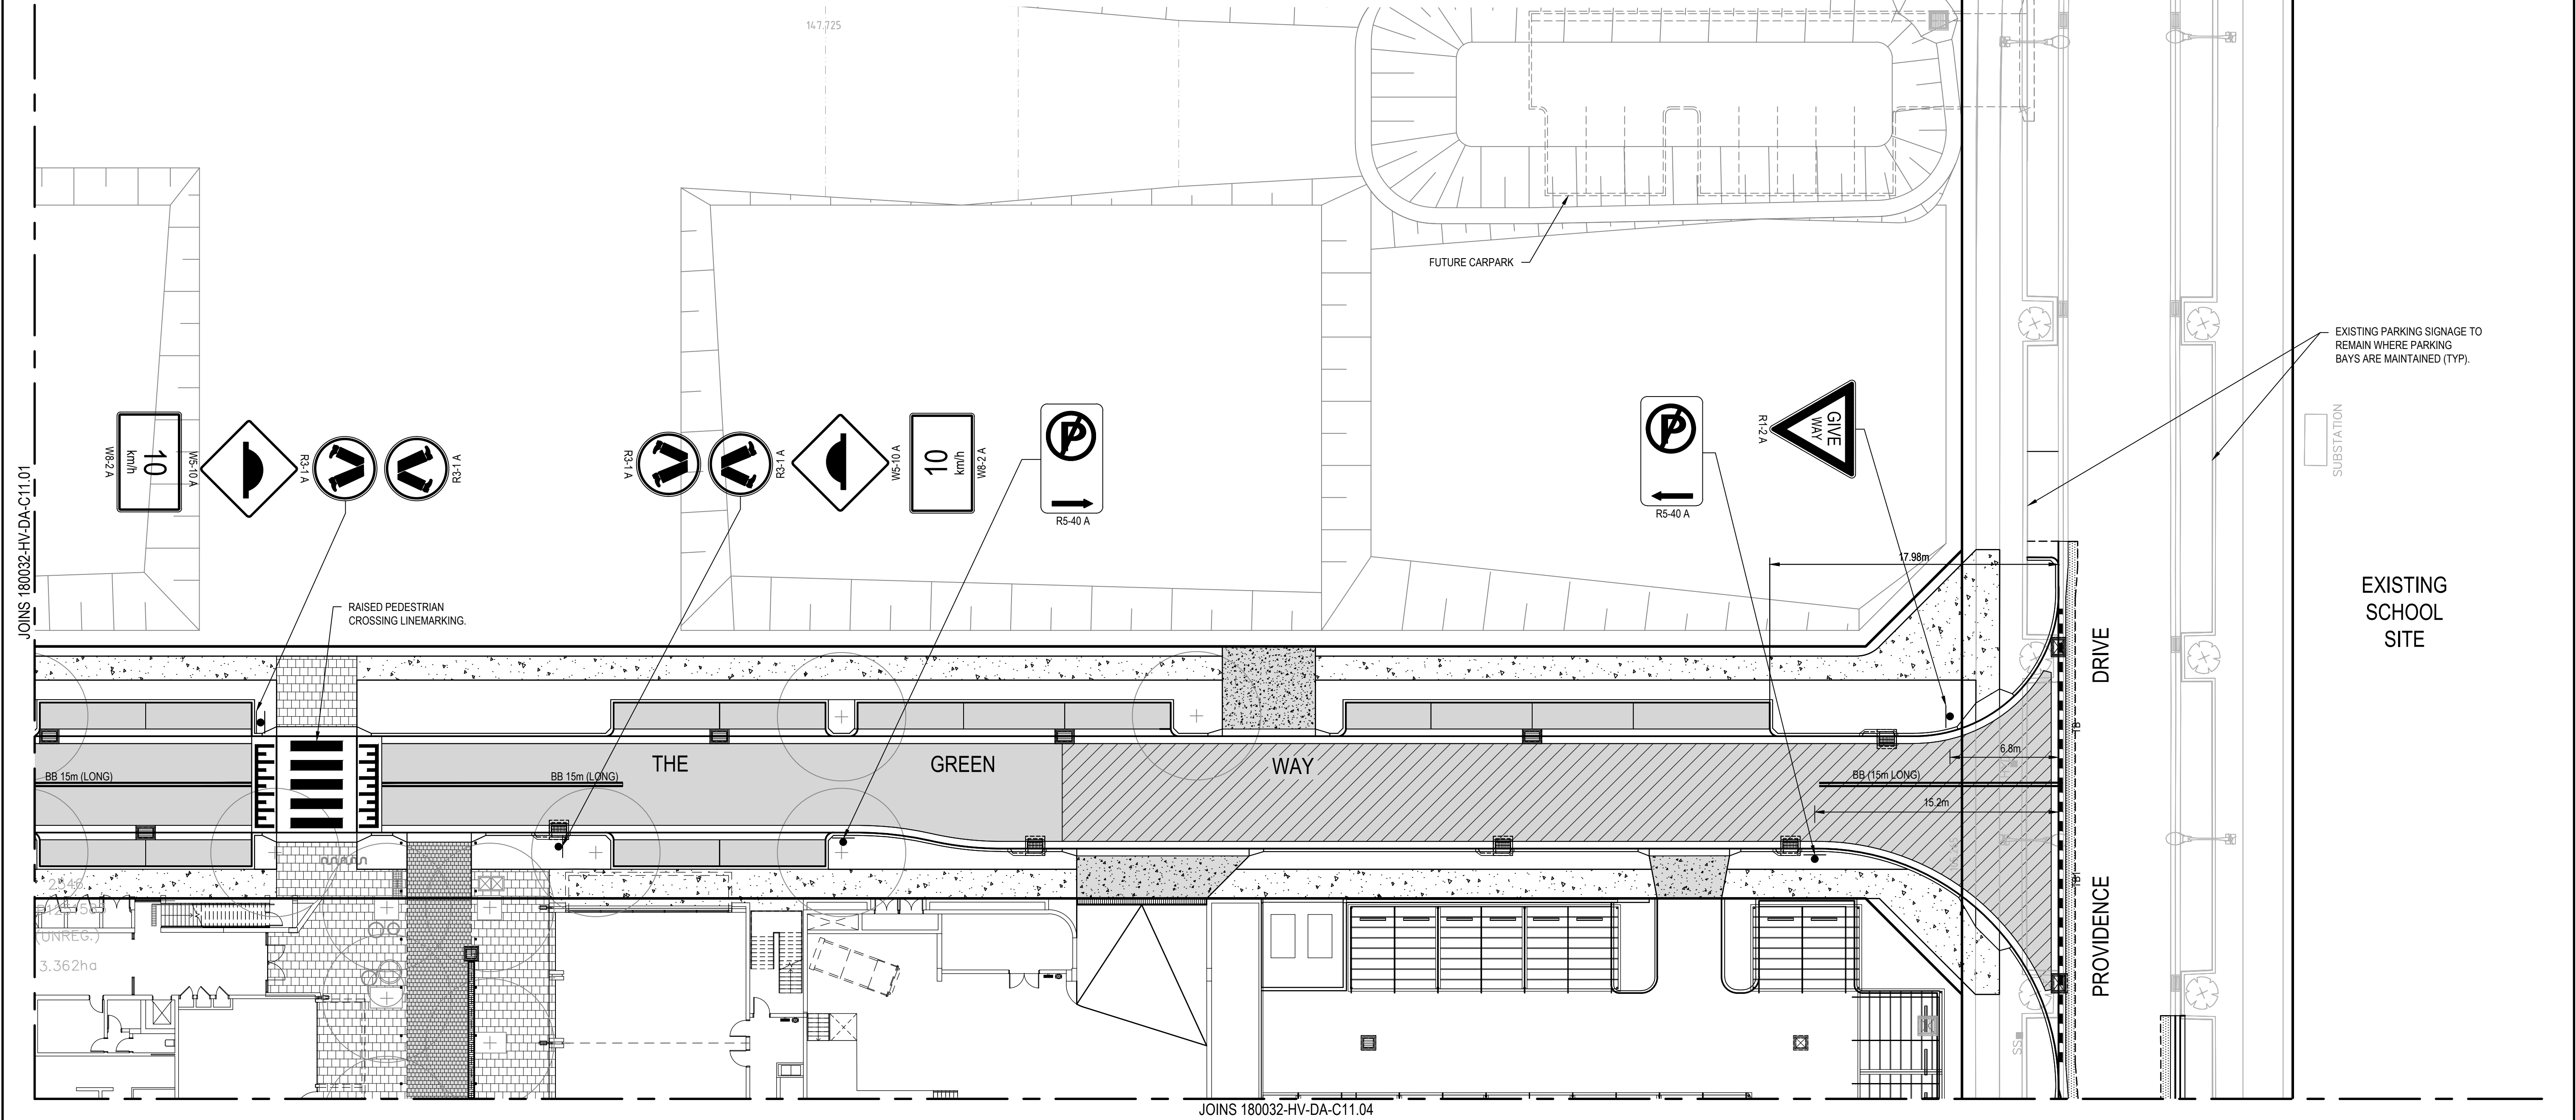 147.725
FUTURE CARPARK
EXISTING PARKING SIGNAGE TO
REMAIN WHERE PARKING
BAYS ARE MAINTAINED (TYP).
SUBSTATION
W8-2 A
10
km/h
W5-10 A
R3-1 A
R3-1 A
R3-1 A
R3-1 A
W5-10 A
10
km/h
W8-2 A
P
R5-40 A
P
R5-40 A
R1-2 A
GIVE
WAY
JOINS 180032-HV-DA-C11.01
RAISED PEDESTRIAN
CROSSING LINEMARKING.
17.98m
EXISTING
SCHOOL
SITE
DRIVE
THE GREEN WAY
TB
6.8m
BB 15m (LONG)
BB 15m (LONG)
BB (15m LONG)
15.2m
TB1
PROVIDENCE
2546
(UNREG.)
3.362ha
SS
JOINS 180032-HV-DA-C11.04